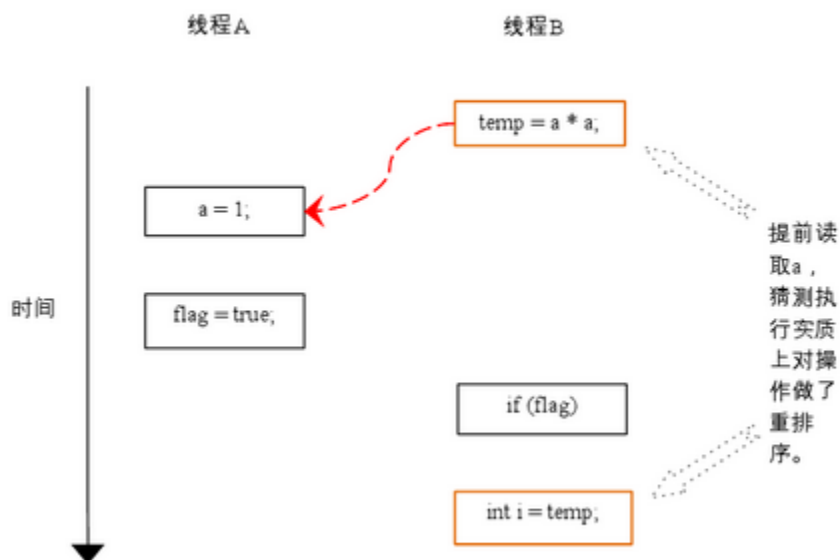 线程A
线程B
temp = a * a;
a = 1;
时间
flag = true;
if (flag)
int i = temp;
提前读
取a，
猜测执
行实质
上对操
作做了
重排
序。